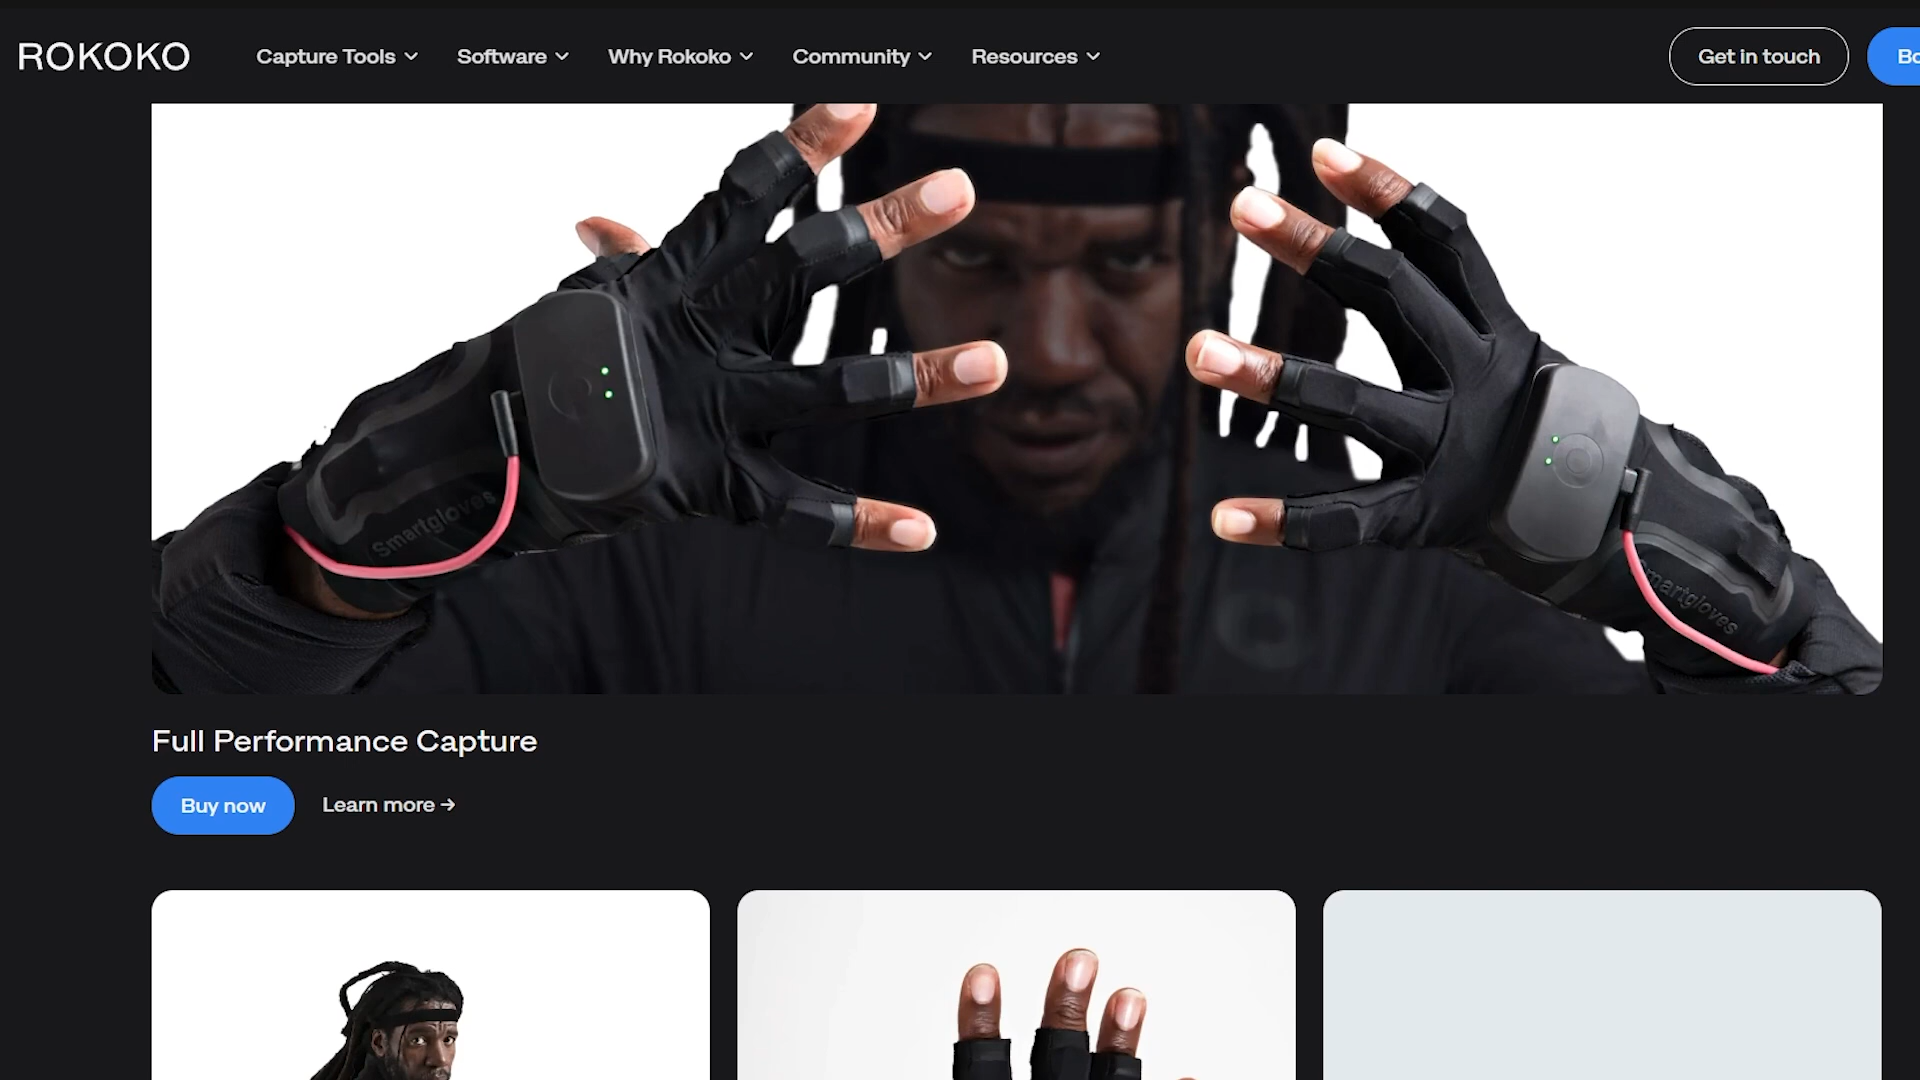 ROKOKO
Capture Tools
Software
Why Rokoko
Community
Resources
Get in touch
Smartgloves
Smartgloves
Full Performance Capture
Buy now
Learn more →